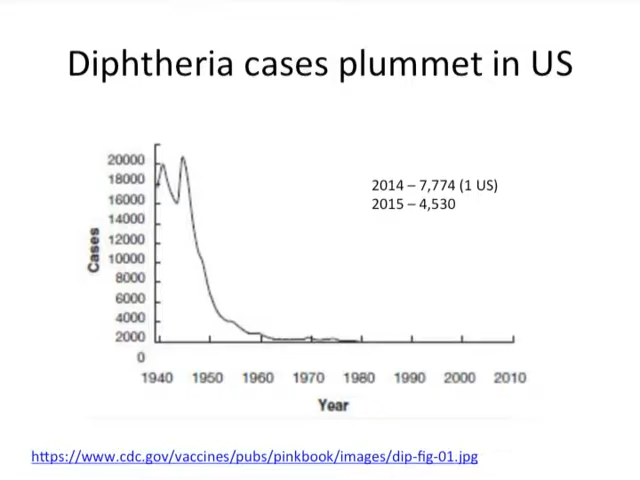 Diphtheria cases plummet in US
20000
18000
16000
14000
12000
10000
8000
6000
4000
2000
0
Cases
2014 – 7,774 (1 US)
2015 – 4,530
1940 1950 1960 1970 1980 1990 2000 2010
Year
https://www.cdc.gov/vaccines/pubs/pinkbook/images/dip-fig-01.jpg